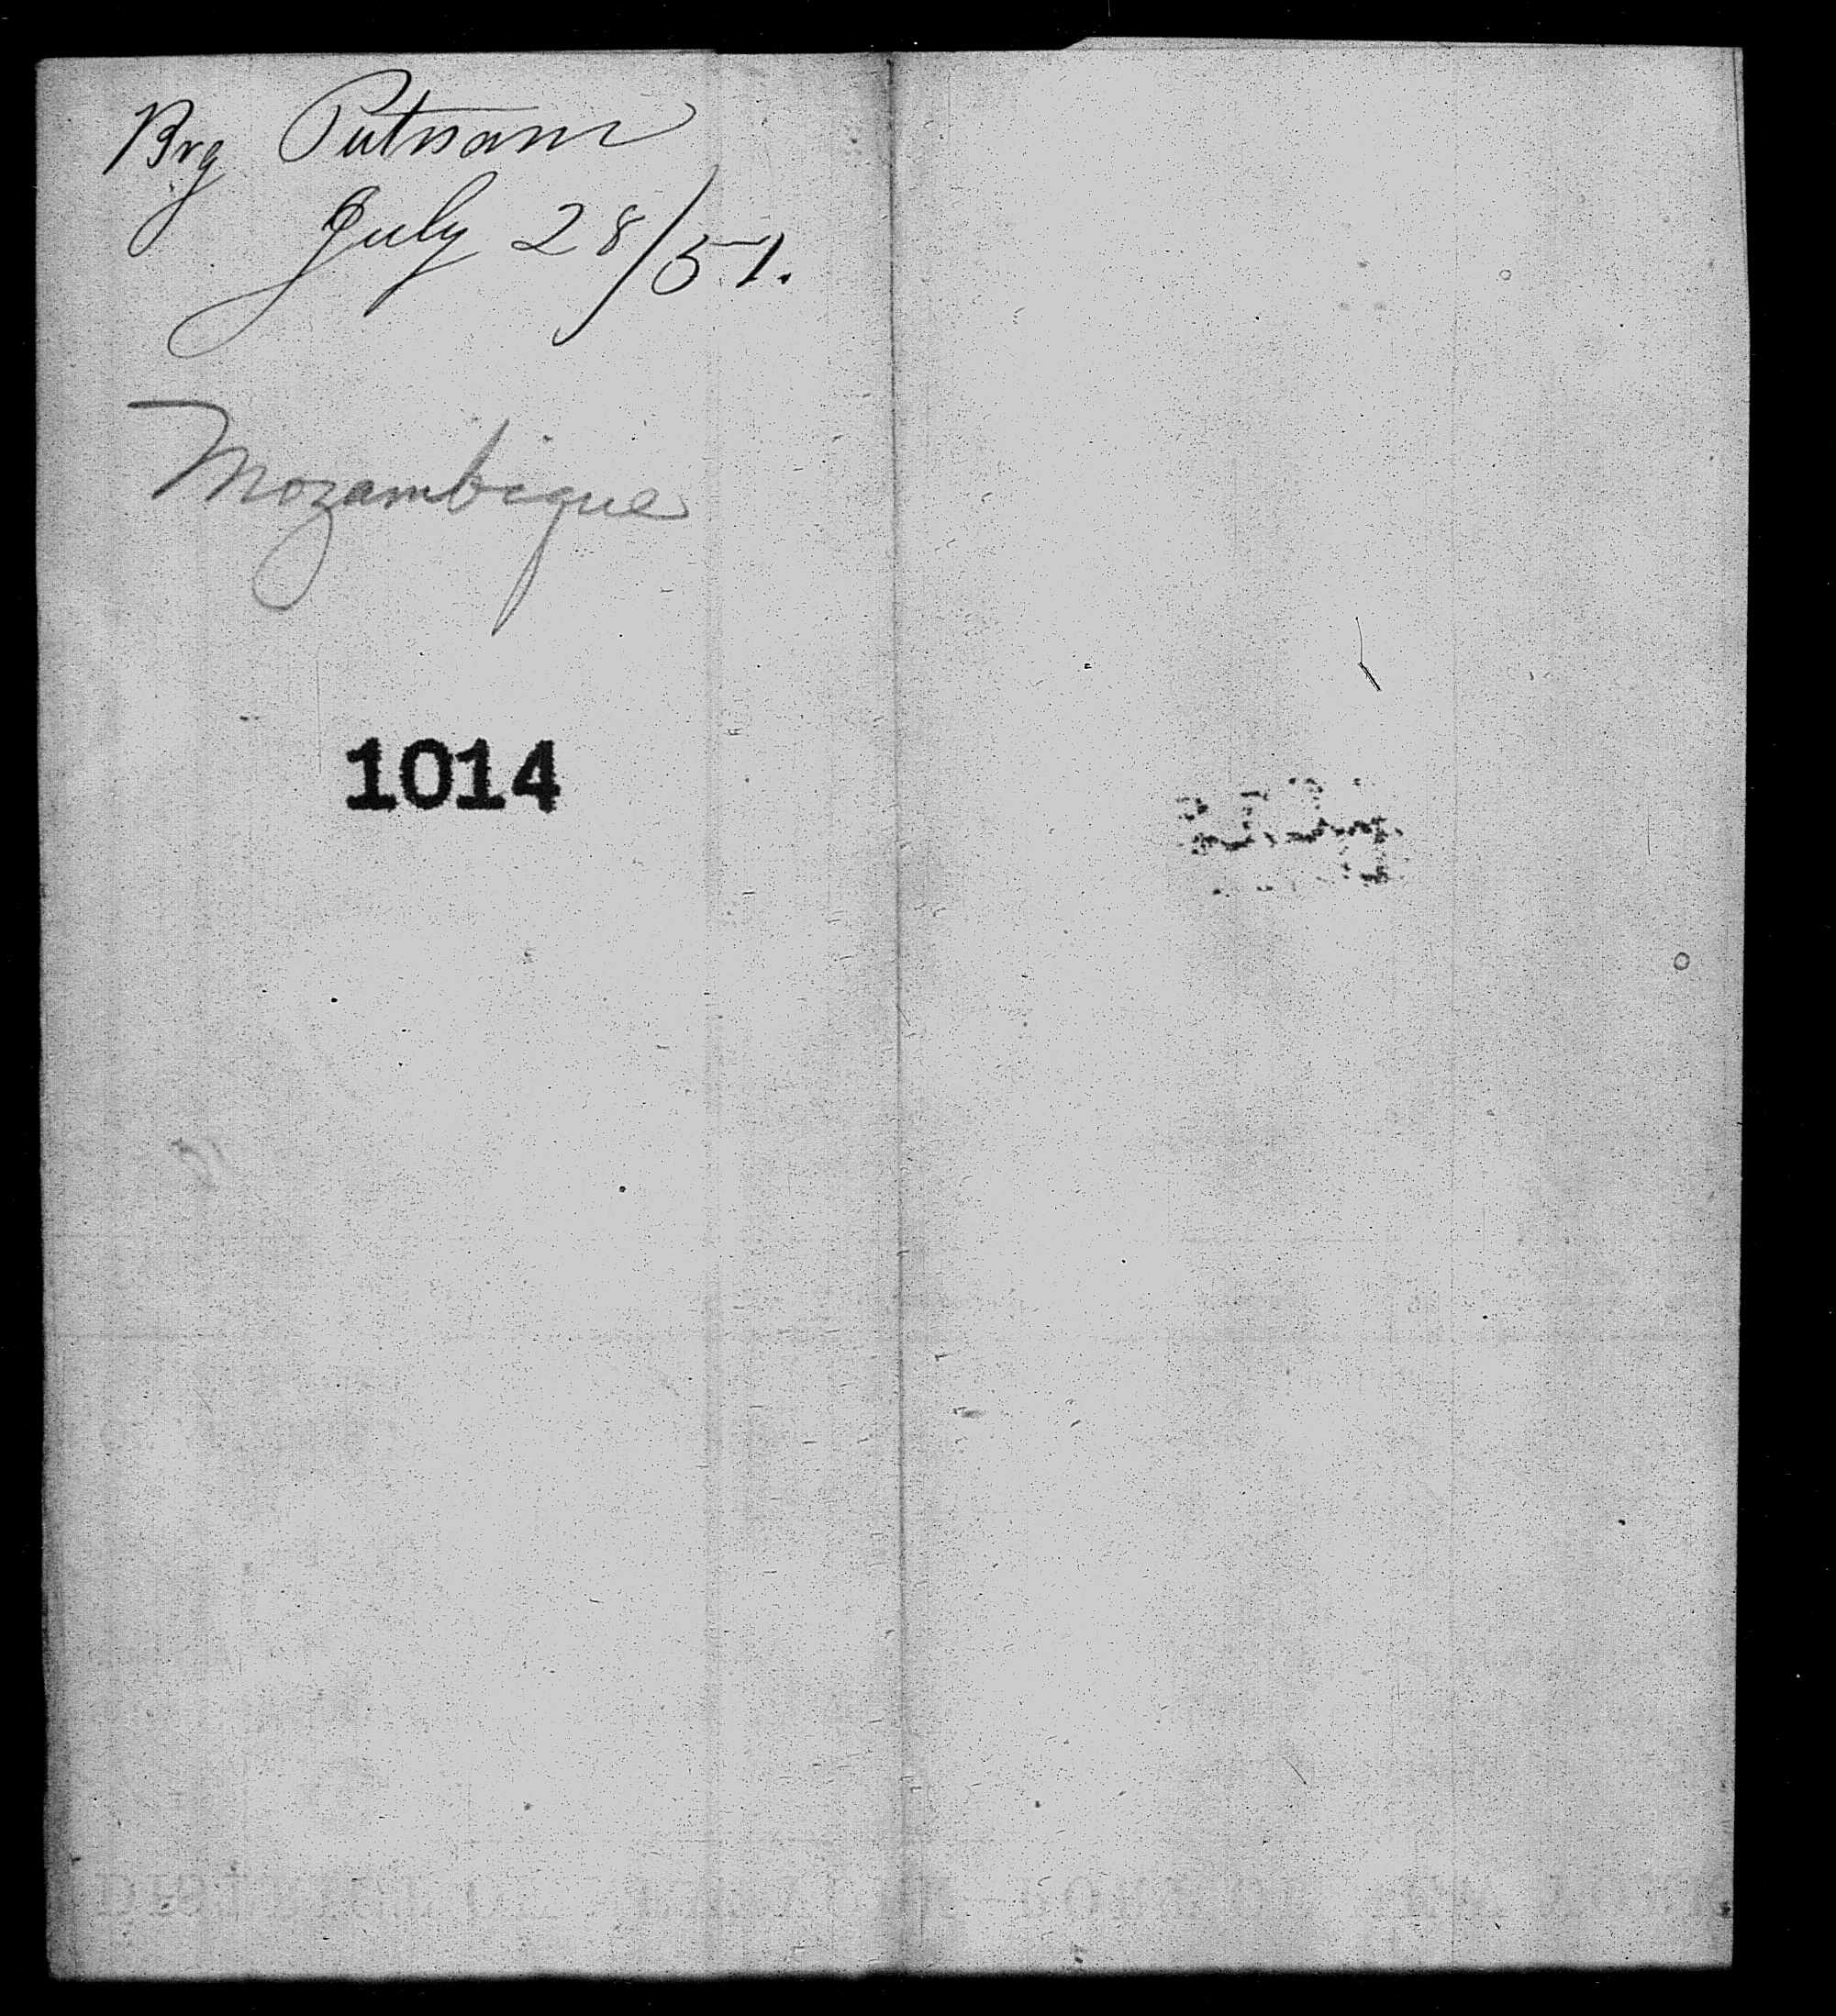 Brg Putnam
July 28/51.
Mozambique
1014